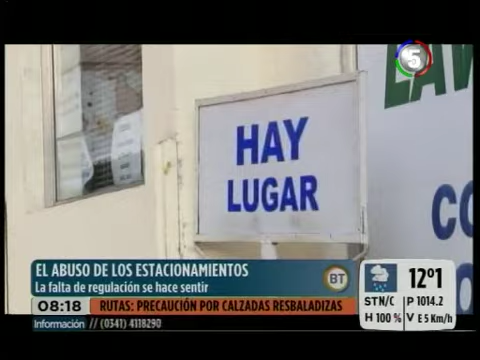 5
LAV
HAY
LUGAR
CO
EL ABUSO DE LOS ESTACIONAMIENTOS
La falta de regulación se hace sentir
BT
08:18
RUTAS: PRECAUCIÓN POR CALZADAS RESBALADIZAS
Información // (0341) 4118290
12°1
STN/C
P 1014.2
H 100 %
V E 5 Km/h